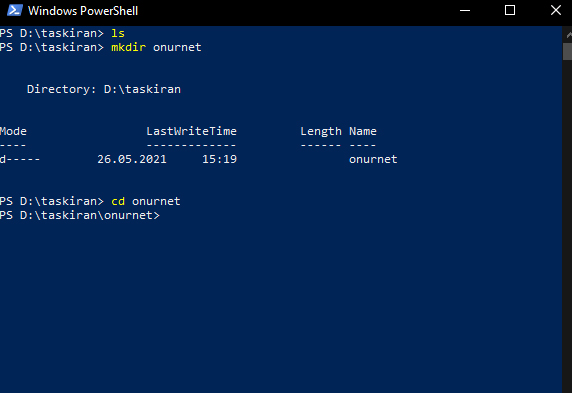 Windows PowerShell
PS D:\taskiran> ls
PS D:\taskiran> mkdir onurnet
Directory: D:\taskiran
Mode LastWriteTime Length Name
---- ------------- ------ ----
d----- 26.05.2021 15:19 onurnet
PS D:\taskiran> cd onurnet
PS D:\taskiran\onurnet>